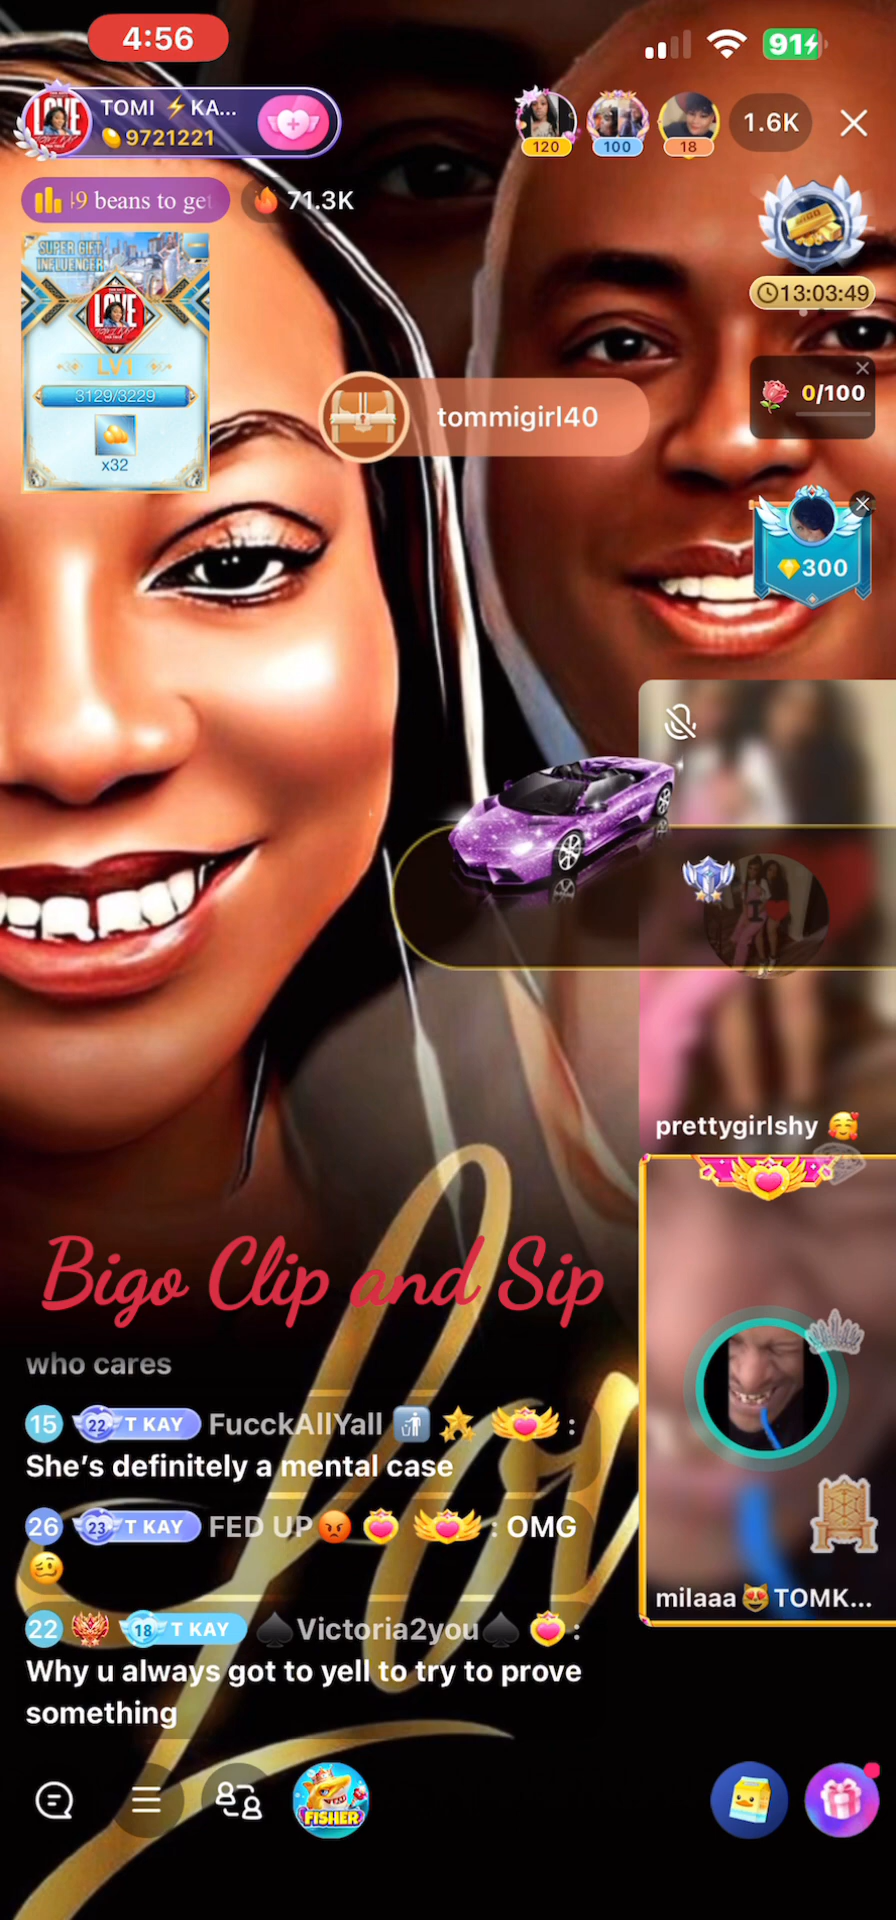 4:56
91
TOMI ⚡KA...
9721221
120
100
18
1.6K
49 beans to get
71.3K
13:03:49
SUPER GIFT
INFLUENCER
LOVE
LV1
3129/3229
x32
0/100
tommigirl40
300
prettygirlshy 🥰
Bigo Clip and Sip
who cares
15 22 T KAY FucckAllYall 🚮 :
She's definitely a mental case
26 23 T KAY FED UP😡 : OMG
🥴
22 18 T KAY ♠Victoria2you♠ :
Why u always got to yell to try to prove
something
milaaa😻TOMK...
FISHER